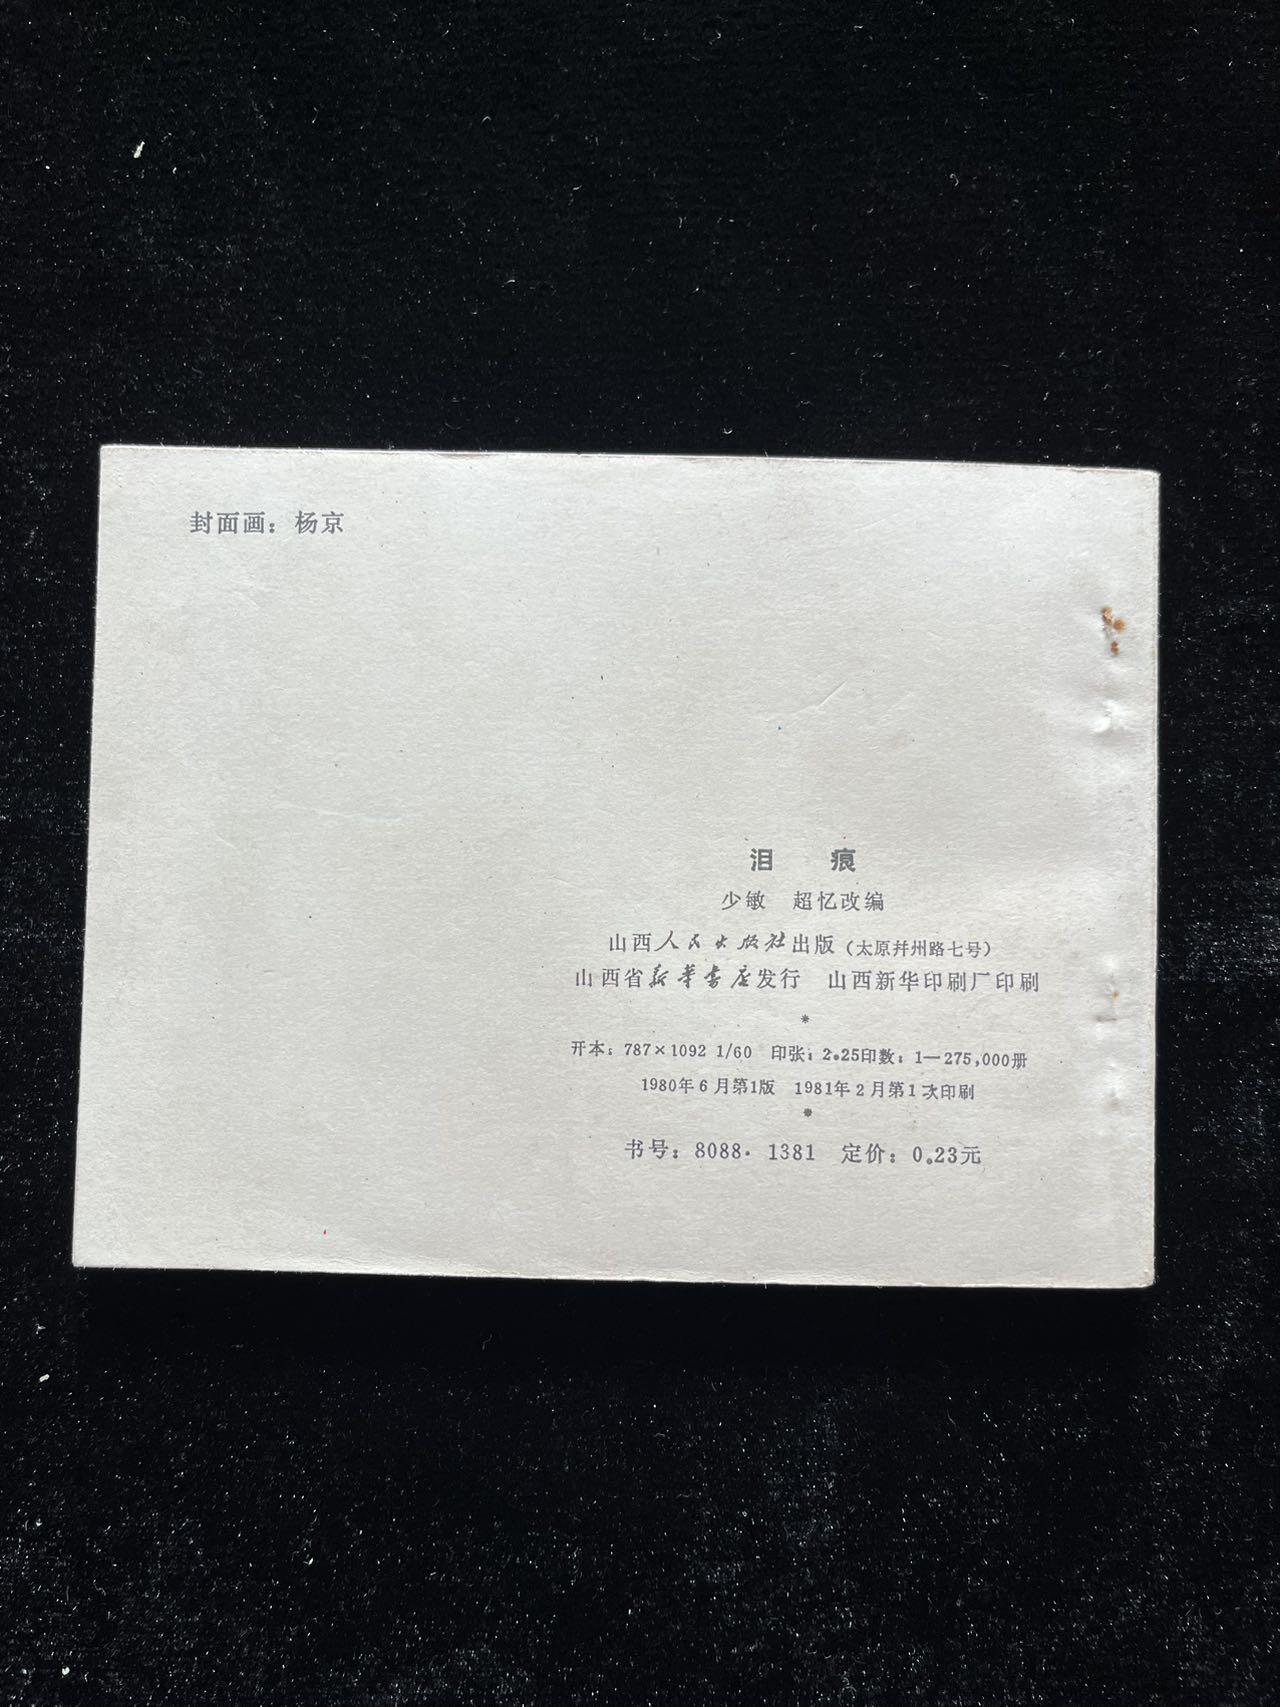 封面画：杨京
泪　痕
少敏　超忆改编
山西人民出版社出版（太原幷州路七号）
山西省新華書店发行　山西新华印刷厂印刷
*
开本：787×1092 1/60　印张：2.25印数：1—275,000册
1980年6月第1版　1981年2月第1次印刷
*
书号：8088·1381　定价：0.23元